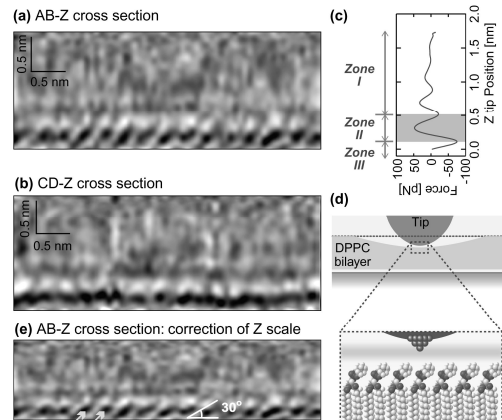 (a) AB-Z cross section
0.5 nm
0.5 nm
(b) CD-Z cross section
0.5 nm
0.5 nm
(e) AB-Z cross section: correction of Z scale
30°
(c)
Zone
I
Zone
II
Zone
III
2.0
1.5
1.0
0.5
0.0
Z Tip Position [nm]
100
50
0
-50
-100
Force [pN]
(d)
Tip
DPPC
bilayer